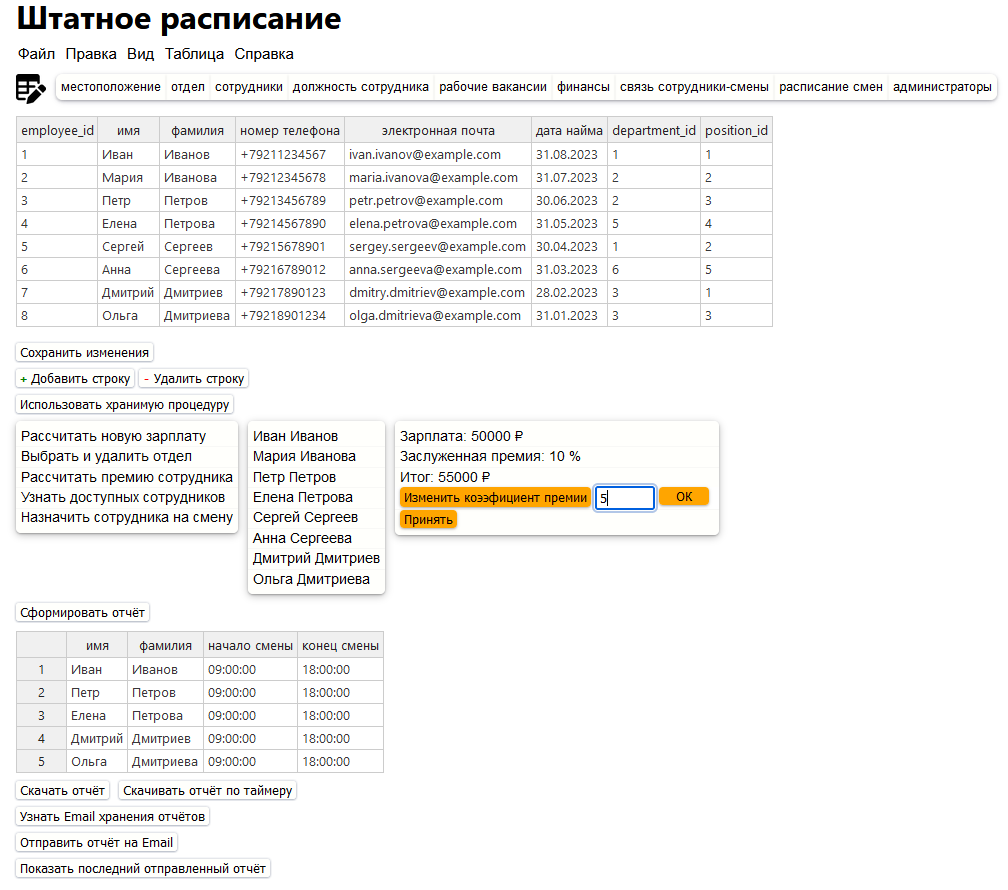 Штатное расписание
Файл Правка Вид Таблица Справка
местоположение отдел сотрудники должность сотрудника рабочие вакансии финансы связь сотрудники-смены расписание смен администраторы
employee_id имя фамилия номер телефона электронная почта дата найма department_id position_id
1 Иван Иванов +79211234567 ivan.ivanov@example.com 31.08.2023 1 1
2 Мария Иванова +79212345678 maria.ivanova@example.com 31.07.2023 2 2
3 Петр Петров +79213456789 petr.petrov@example.com 30.06.2023 2 3
4 Елена Петрова +79214567890 elena.petrova@example.com 31.05.2023 5 4
5 Сергей Сергеев +79215678901 sergey.sergeev@example.com 30.04.2023 1 2
6 Анна Сергеева +79216789012 anna.sergeeva@example.com 31.03.2023 6 5
7 Дмитрий Дмитриев +79217890123 dmitry.dmitriev@example.com 28.02.2023 3 1
8 Ольга Дмитриева +79218901234 olga.dmitrieva@example.com 31.01.2023 3 3
Сохранить изменения
+ Добавить строку - Удалить строку
Использовать хранимую процедуру
Рассчитать новую зарплату
Выбрать и удалить отдел
Рассчитать премию сотрудника
Узнать доступных сотрудников
Назначить сотрудника на смену
Иван Иванов
Мария Иванова
Петр Петров
Елена Петрова
Сергей Сергеев
Анна Сергеева
Дмитрий Дмитриев
Ольга Дмитриева
Зарплата: 50000 ₽
Заслуженная премия: 10 %
Итог: 55000 ₽
Изменить коээфициент премии 5 ОК
Принять
Сформировать отчёт
имя фамилия начало смены конец смены
1 Иван Иванов 09:00:00 18:00:00
2 Петр Петров 09:00:00 18:00:00
3 Елена Петрова 09:00:00 18:00:00
4 Дмитрий Дмитриев 09:00:00 18:00:00
5 Ольга Дмитриева 09:00:00 18:00:00
Скачать отчёт Скачивать отчёт по таймеру
Узнать Email хранения отчётов
Отправить отчёт на Email
Показать последний отправленный отчёт